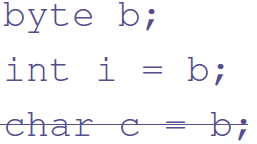 byte b;
int i = b;
char c = b;